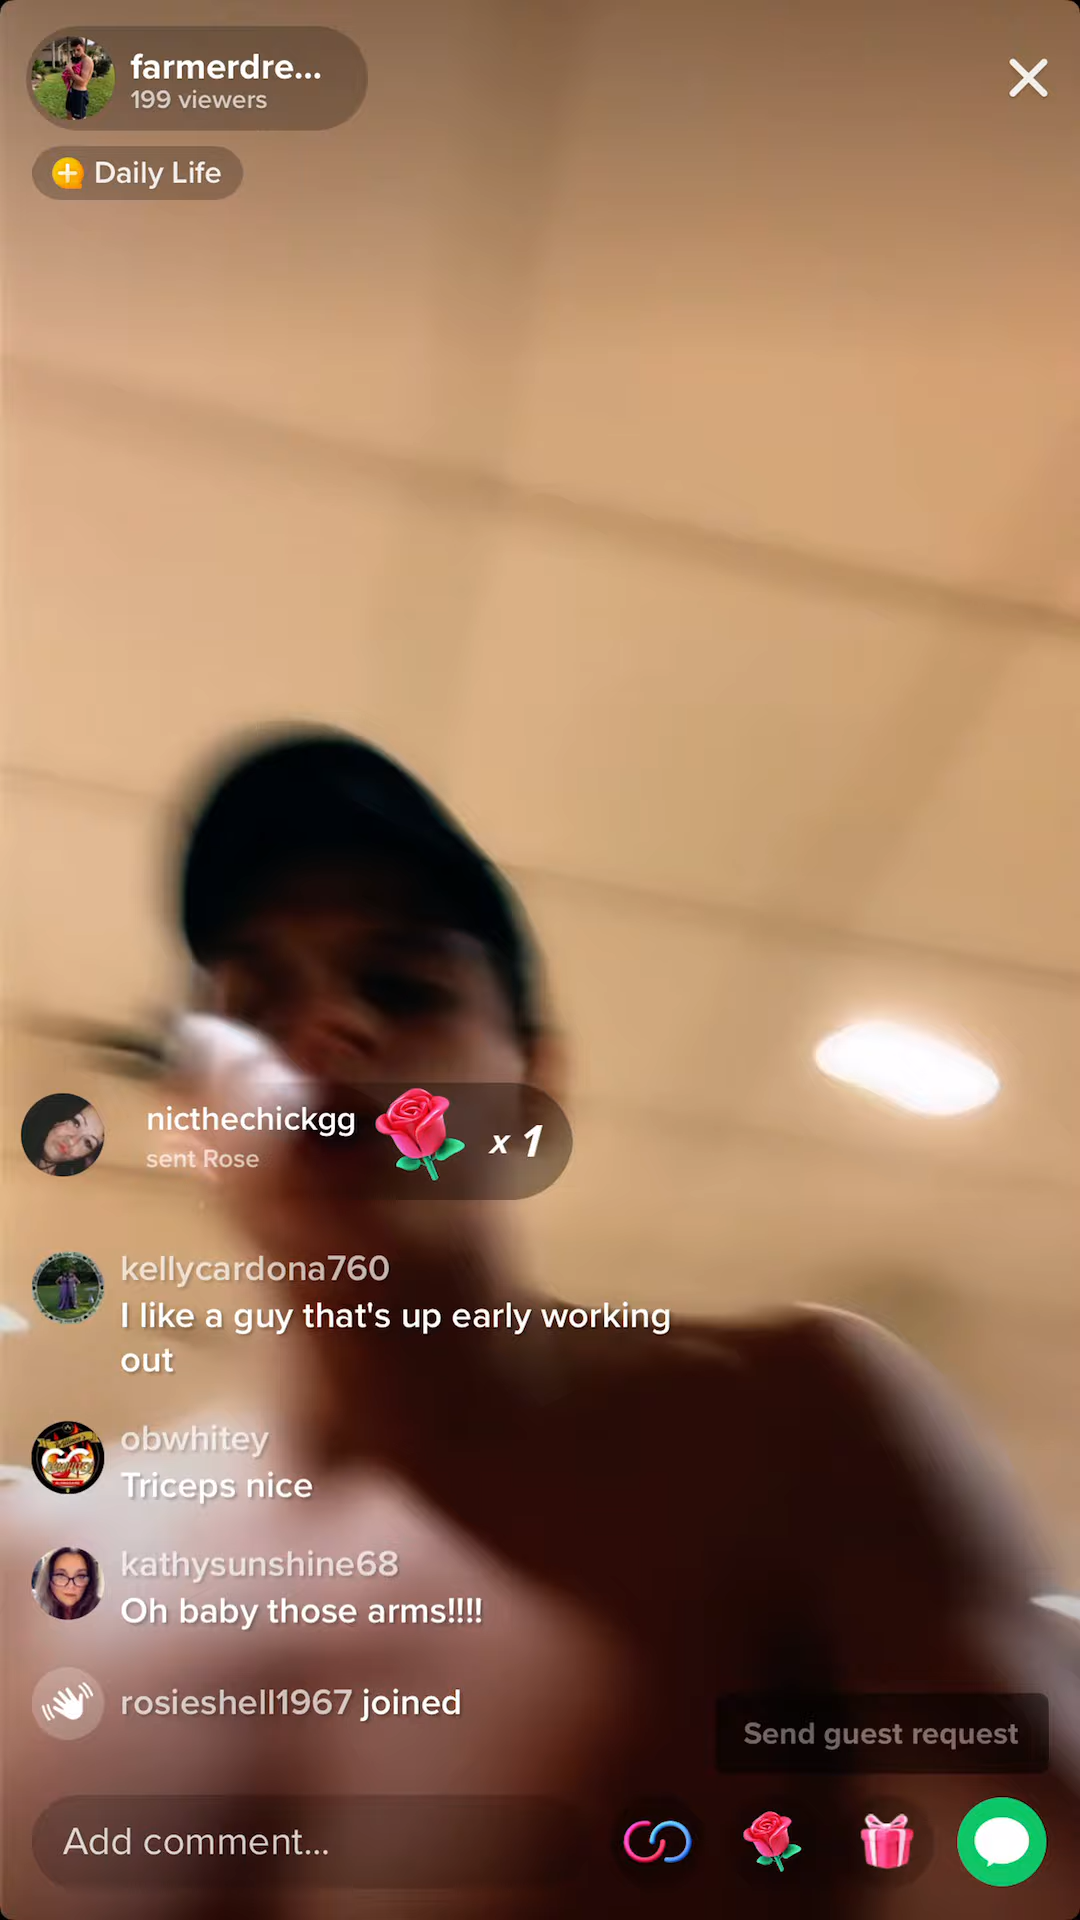 farmerdre...
199 viewers
Daily Life
nicthechickgg
sent Rose
x 1
kellycardona760
I like a guy that's up early working
out
obwhitey
Triceps nice
kathysunshine68
Oh baby those arms!!!!
rosieshell1967 joined
Send guest request
Add comment...